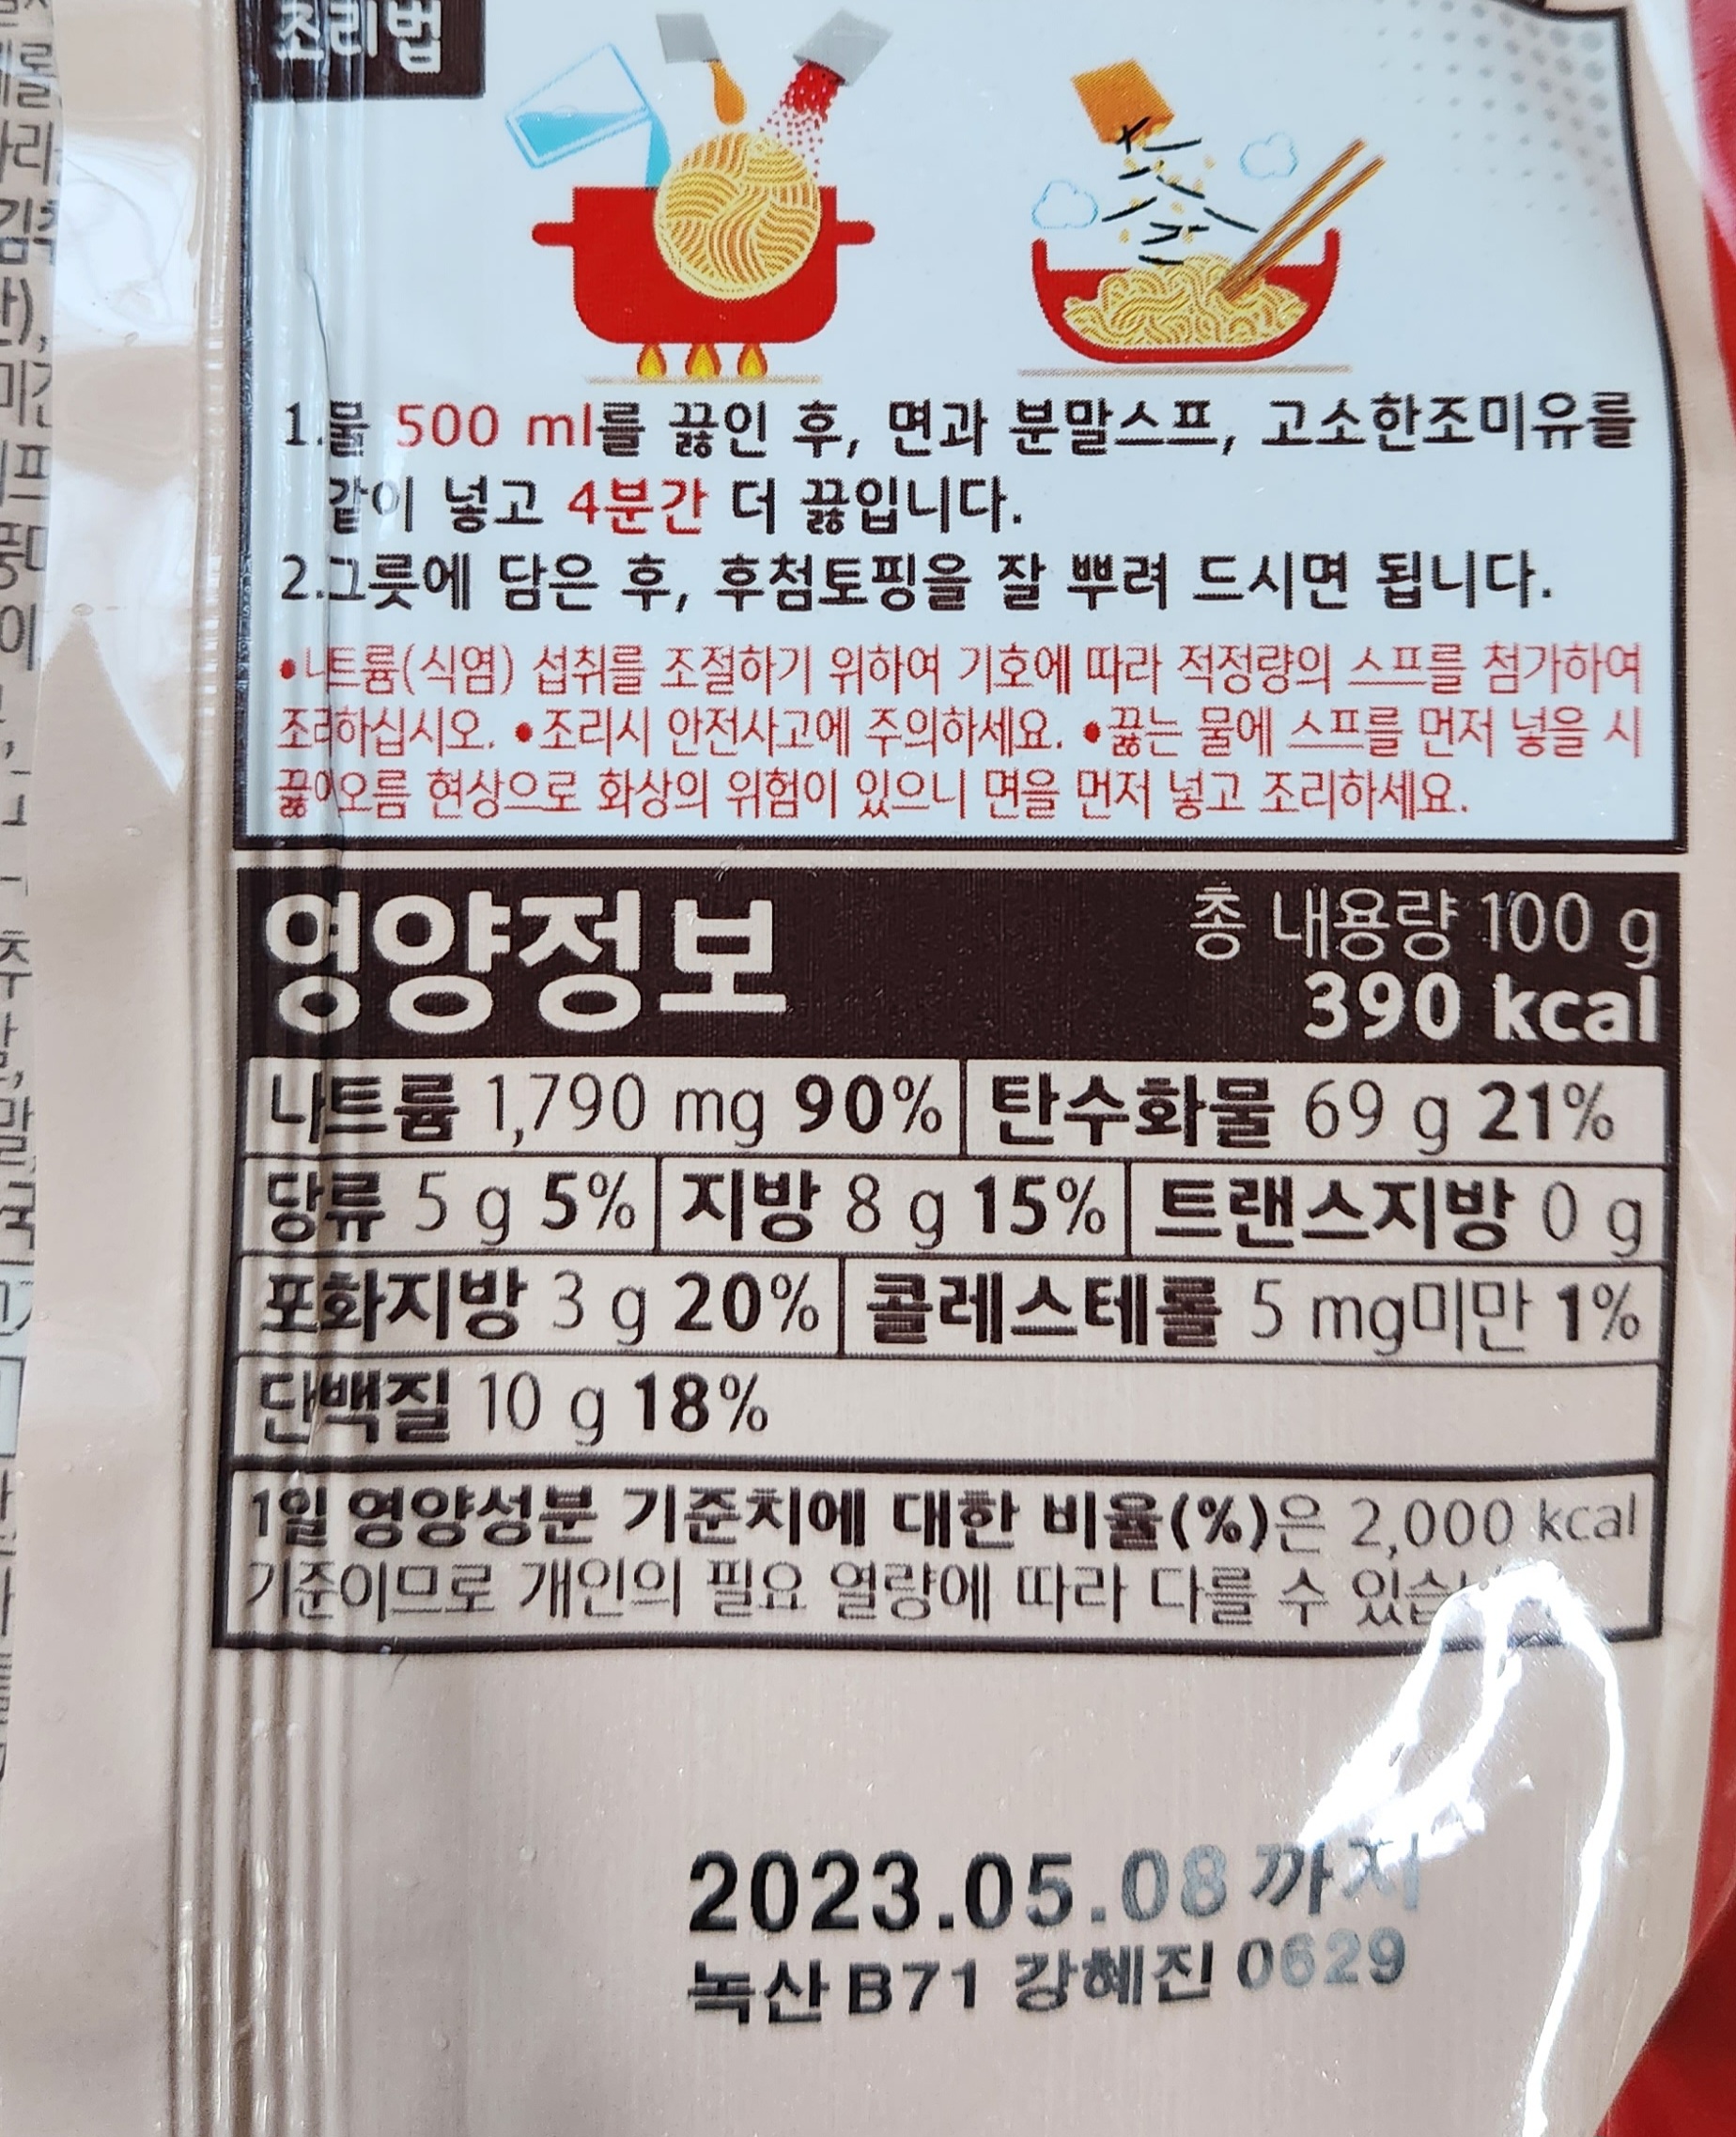 조리법
1.물 500 ml를 끓인 후, 면과 분말스프, 고소한조미유를
같이 넣고 4분간 더 끓입니다.
2.그릇에 담은 후, 후첨토핑을 잘 뿌려 드시면 됩니다.
•나트륨(식염) 섭취를 조절하기 위하여 기호에 따라 적정량의 스프를 첨가하여
조리하십시오. •조리시 안전사고에 주의하세요. •끓는 물에 스프를 먼저 넣을 시
끓어오름 현상으로 화상의 위험이 있으니 면을 먼저 넣고 조리하세요.
영양정보 총 내용량 100 g
390 kcal
나트륨 1,790 mg 90% 탄수화물 69 g 21%
당류 5 g 5% 지방 8 g 15% 트랜스지방 0 g
포화지방 3 g 20% 콜레스테롤 5 mg미만 1%
단백질 10 g 18%
1일 영양성분 기준치에 대한 비율(%)은 2,000 kcal
기준이므로 개인의 필요 열량에 따라 다를 수
2023.05.08 까지
녹산 B71 강혜진 0629